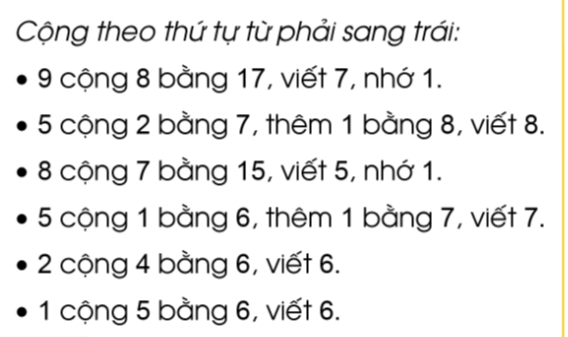 Cộng theo thứ tự từ phải sang trái:
• 9 cộng 8 bằng 17, viết 7, nhớ 1.
• 5 cộng 2 bằng 7, thêm 1 bằng 8, viết 8.
• 8 cộng 7 bằng 15, viết 5, nhớ 1.
• 5 cộng 1 bằng 6, thêm 1 bằng 7, viết 7.
• 2 cộng 4 bằng 6, viết 6.
• 1 cộng 5 bằng 6, viết 6.